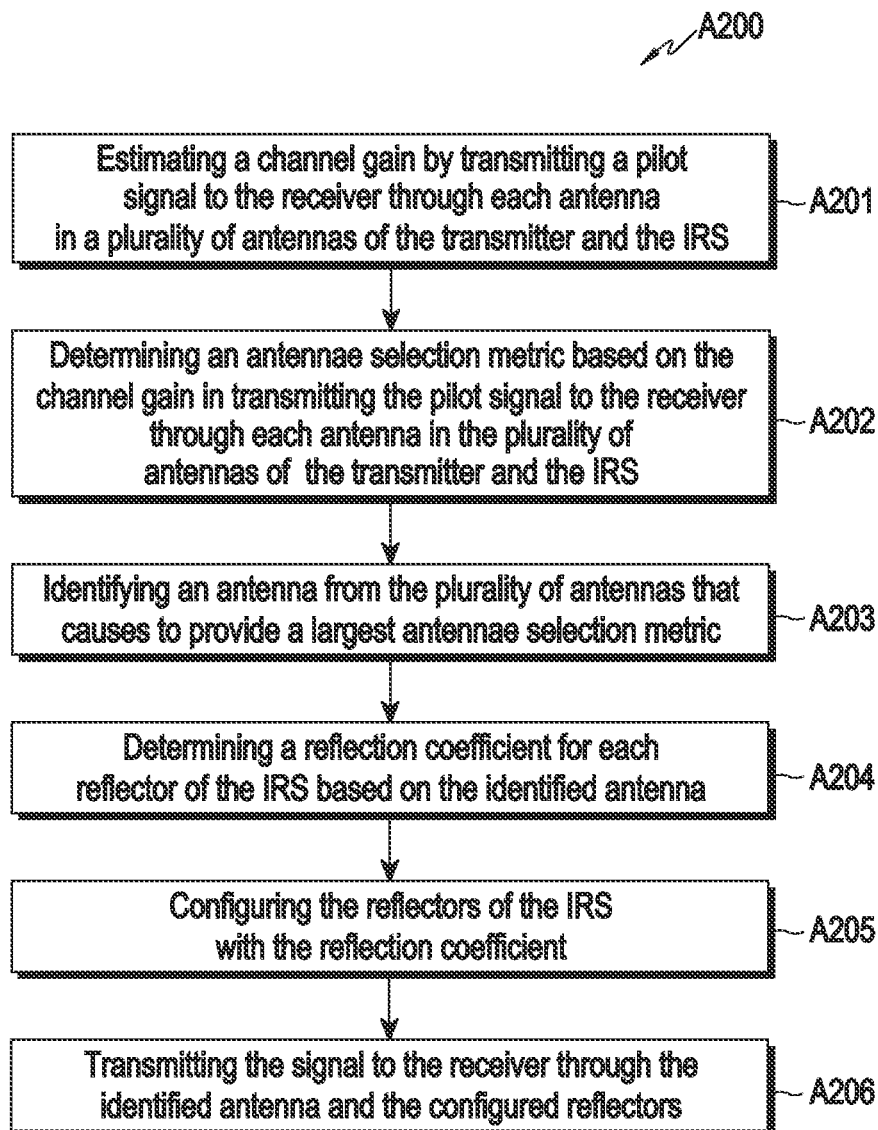 A200
Estimating a channel gain by transmitting a pilot
signal to the receiver through each antenna
in a plurality of antennas of the transmitter and the IRS
A201
Determining an antennae selection metric based on the
channel gain in transmitting the pilot signal to the receiver
through each antenna in the plurality of
antennas of the transmitter and the IRS
A202
Identifying an antenna from the plurality of antennas that
causes to provide a largest antennae selection metric
A203
Determining a reflection coefficient for each
reflector of the IRS based on the identified antenna
A204
Configuring the reflectors of the IRS
with the reflection coefficient
A205
Transmitting the signal to the receiver through the
identified antenna and the configured reflectors
A206